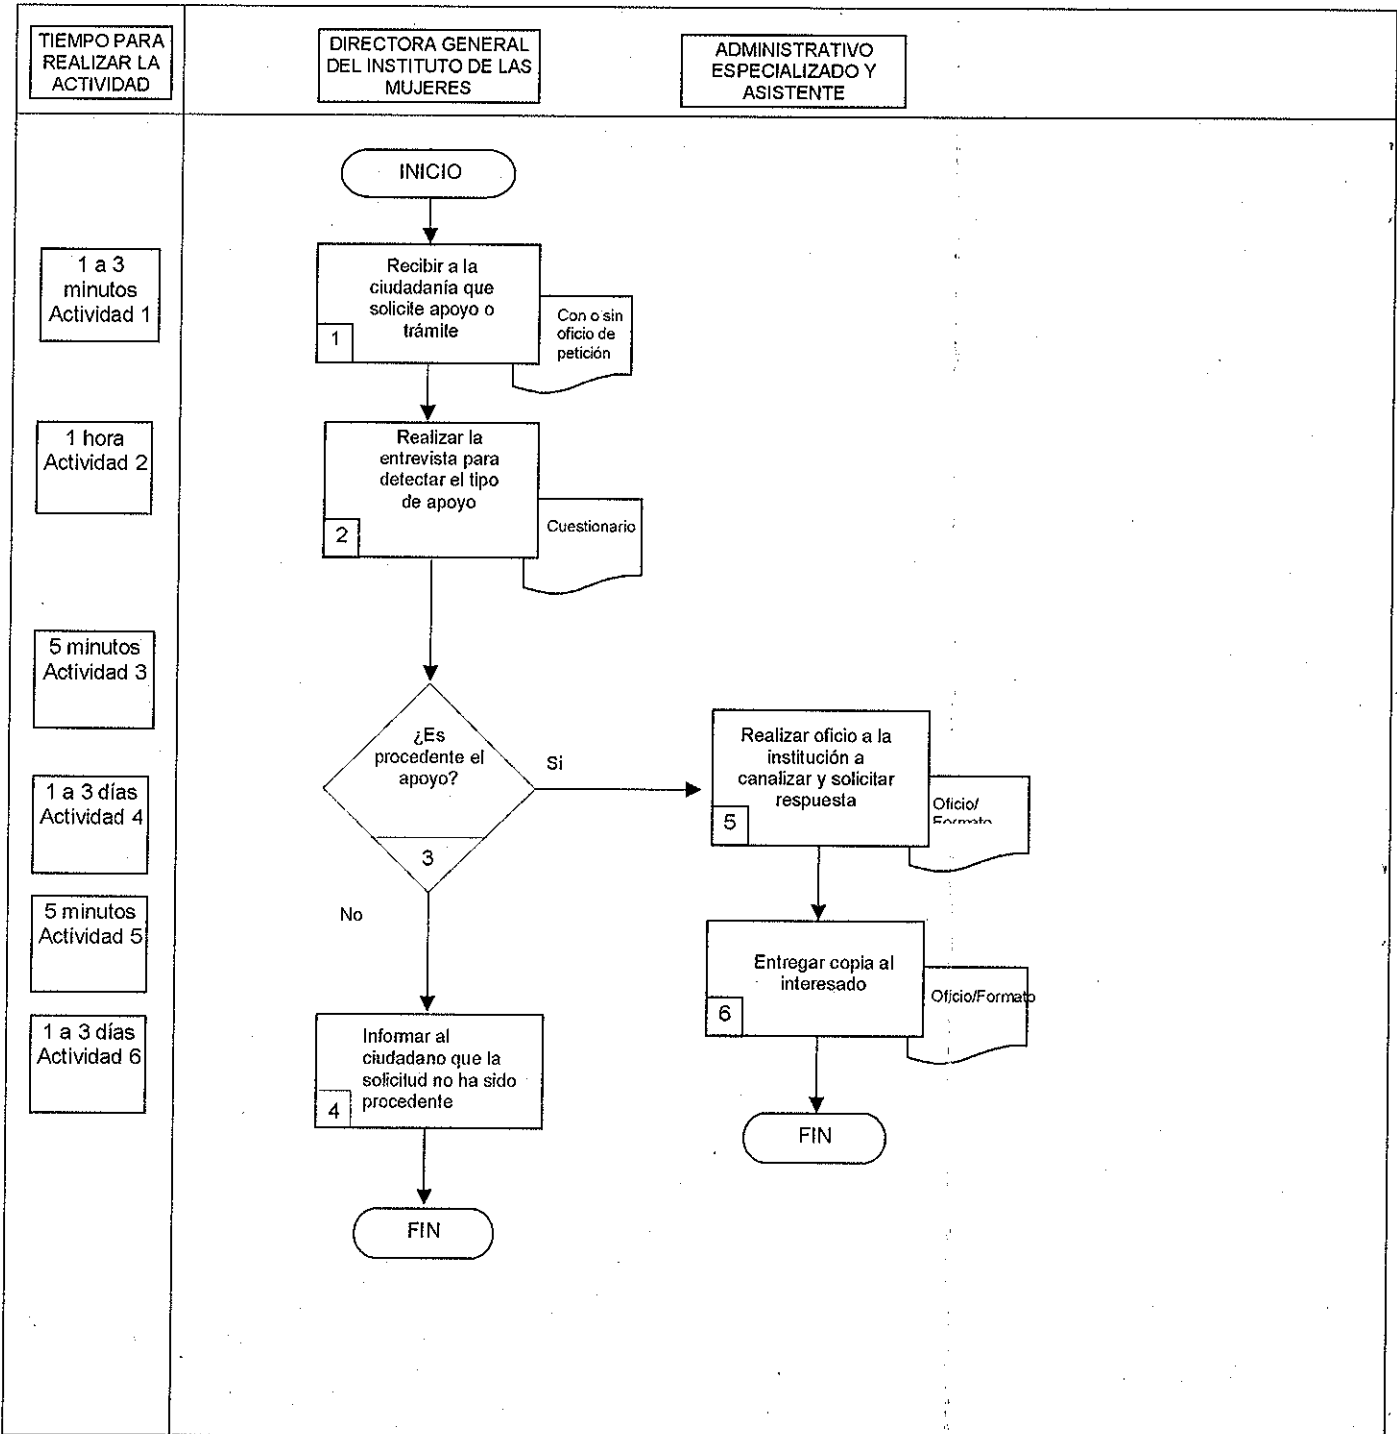 TIEMPO PARA
REALIZAR LA
ACTIVIDAD
DIRECTORA GENERAL
DEL INSTITUTO DE LAS
MUJERES
ADMINISTRATIVO
ESPECIALIZADO Y
ASISTENTE
INICIO
1 a 3
minutos
Actividad 1
Recibir a la
ciudadanía que
solicite apoyo o
trámite
1
Con o sin
oficio de
petición
1 hora
Actividad 2
Realizar la
entrevista para
detectar el tipo
de apoyo
2
Cuestionario
5 minutos
Actividad 3
¿Es
procedente el
apoyo?
3
Si
No
Realizar oficio a la
institución a
canalizar y solicitar
respuesta
5
Oficio/
Formato
1 a 3 días
Actividad 4
5 minutos
Actividad 5
Entregar copia al
interesado
6
Oficio/Formato
1 a 3 días
Actividad 6
Informar al
ciudadano que la
solicitud no ha sido
procedente
4
FIN
FIN